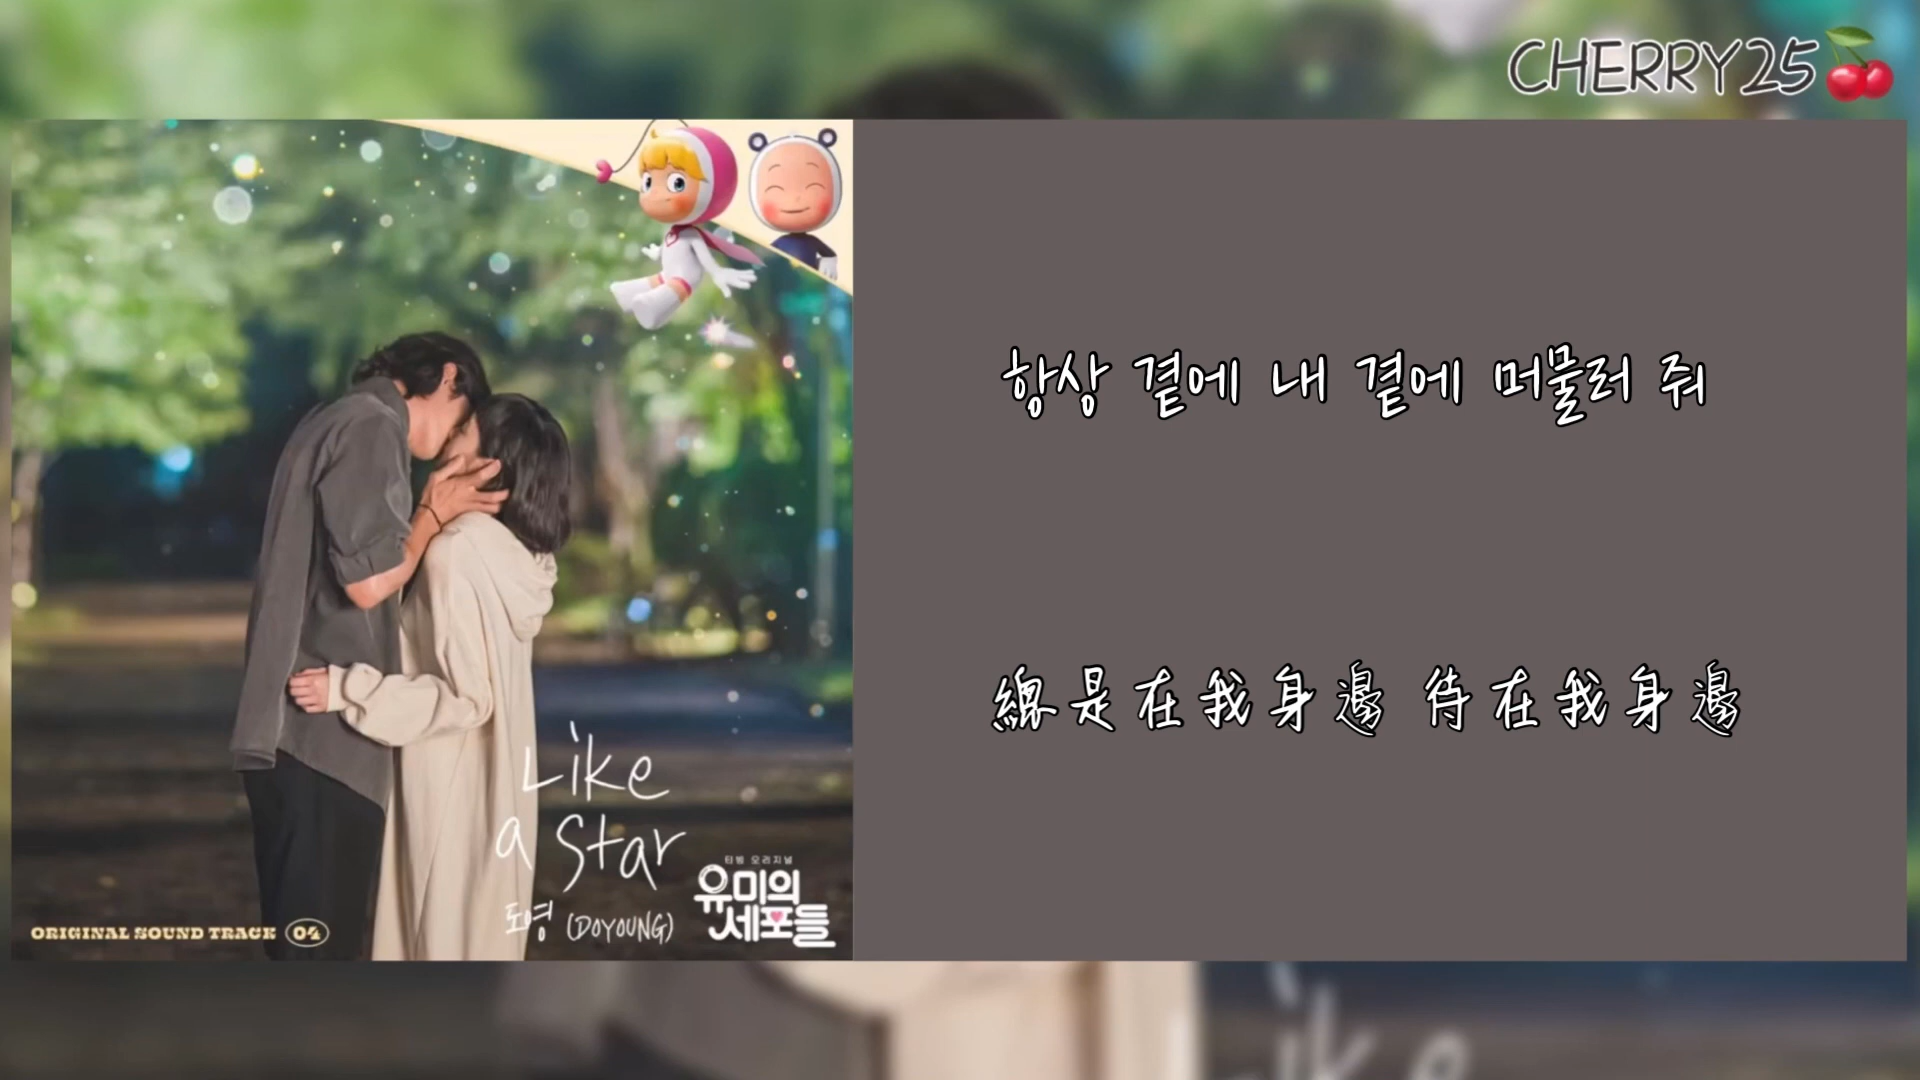 CHERRY25
항상 곁에 내 곁에 머물러 줘
總是在我身邊 待在我身邊
Like
a Star
도영 (DOYOUNG)
티빙 오리지널
유미의
세포들
ORIGINAL SOUND TRACK 04
Like